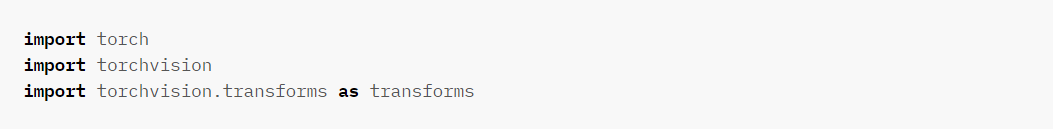 import torch
import torchvision
import torchvision.transforms as transforms